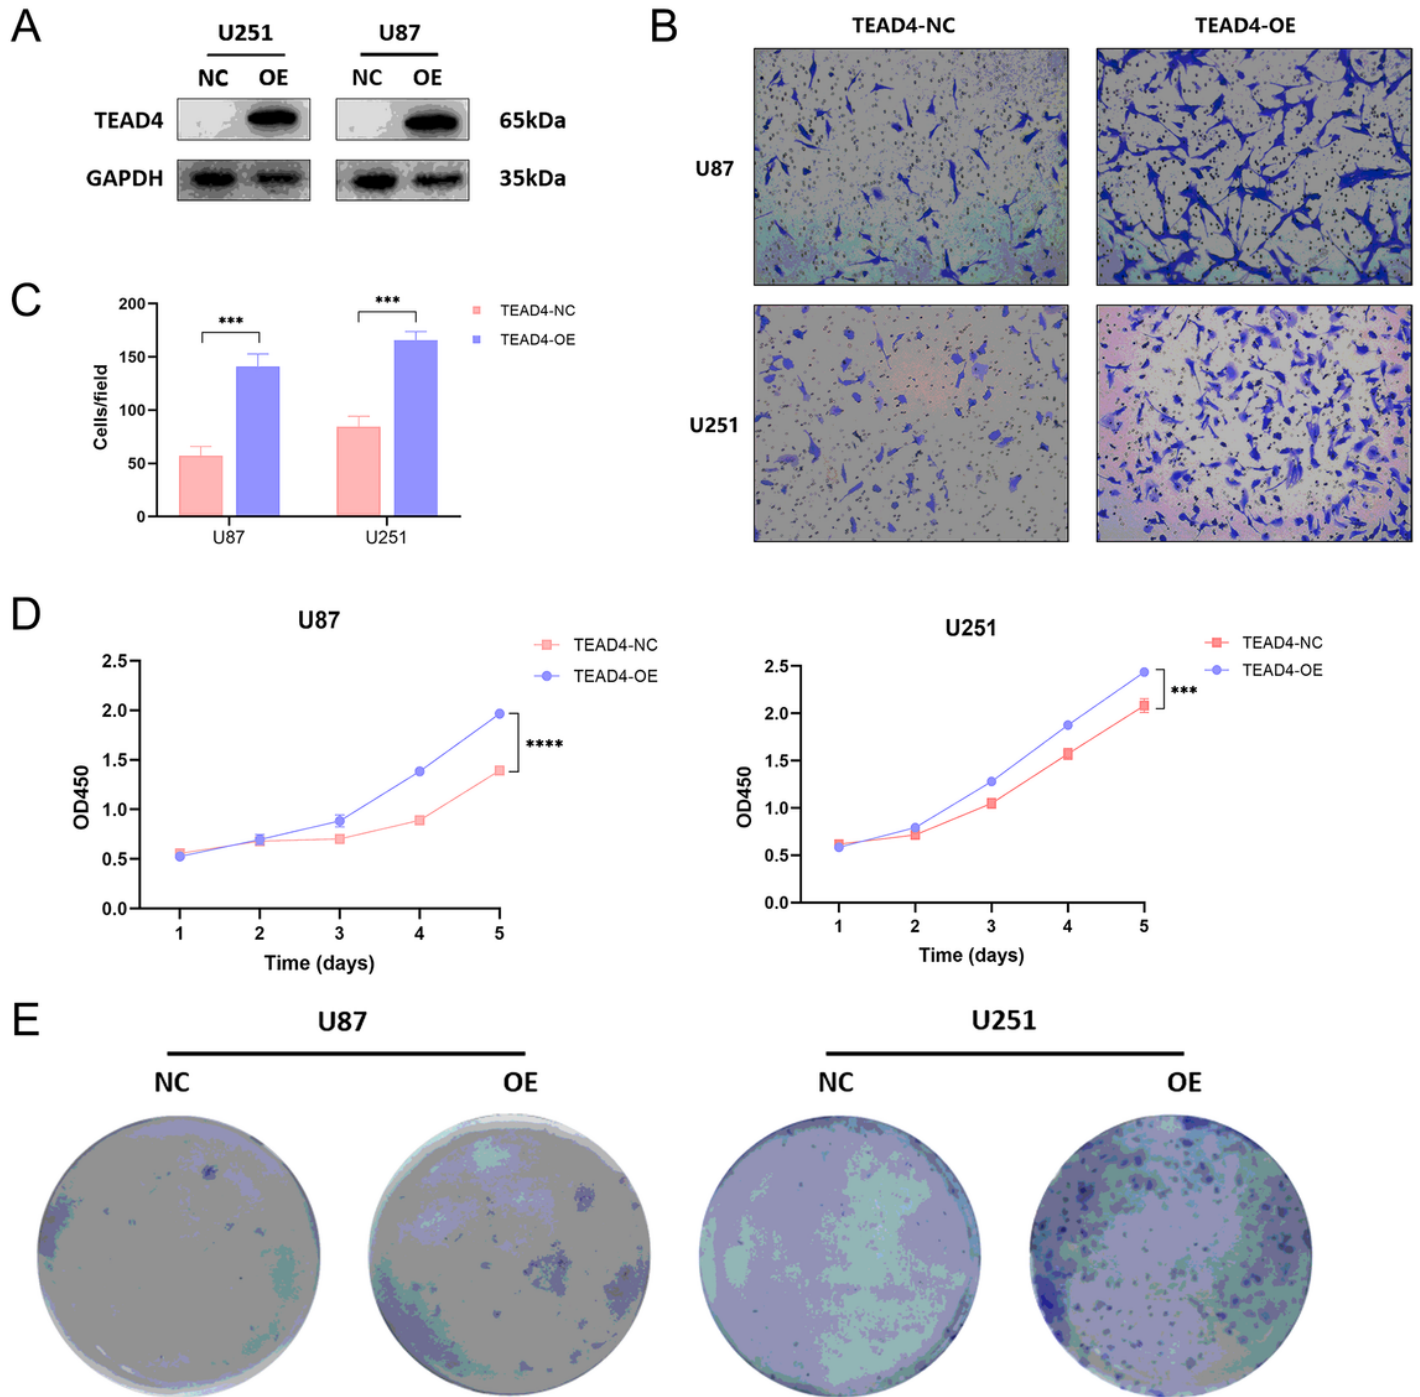 A
U251 U87
NC OE NC OE
TEAD4 65kDa
GAPDH 35kDa
B
TEAD4-NC TEAD4-OE
U87
U251
C
200
150
100
50
0
Cells/field
*** ***
U87 U251
TEAD4-NC
TEAD4-OE
D
U87
TEAD4-NC
TEAD4-OE
2.5
2.0
1.5
1.0
0.5
0.0
OD450
****
1 2 3 4 5
Time (days)
U251
TEAD4-NC
TEAD4-OE
2.5
2.0
1.5
1.0
0.5
0.0
OD450
***
1 2 3 4 5
Time (days)
E
U87 U251
NC OE NC OE